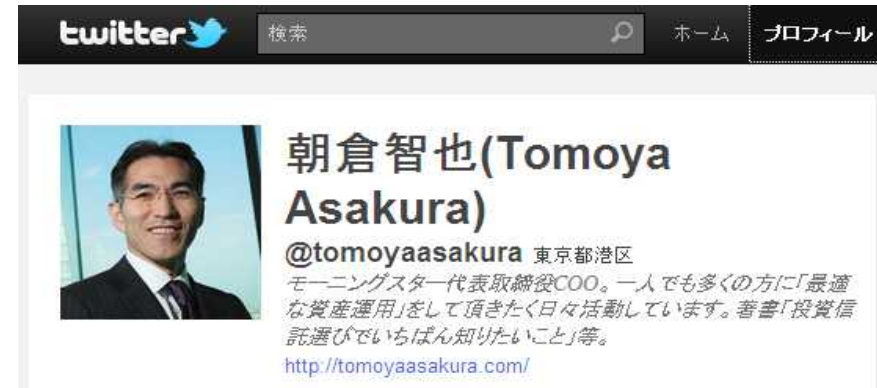 twitter 検索 ホーム プロフィール
朝倉智也(Tomoya
Asakura)
@tomoyaasakura 東京都港区
モーニングスター代表取締役COO。一人でも多くの方に「最適
な資産運用」をして頂きたく日々活動しています。著書「投資信
託選びでいちばん知りたいこと」等。
http://tomoyaasakura.com/